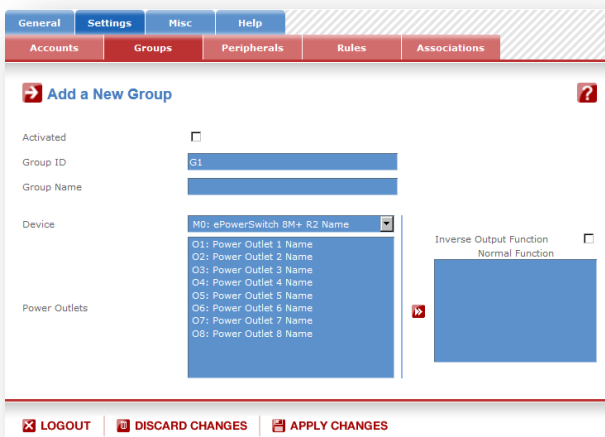 General Settings Misc Help
Accounts Groups Peripherals Rules Associations
Add a New Group
?
Activated
Group ID G1
Group Name
Device M0: ePowerSwitch 8M+ R2 Name
Inverse Output Function
Normal Function
Power Outlets
O1: Power Outlet 1 Name
O2: Power Outlet 2 Name
O3: Power Outlet 3 Name
O4: Power Outlet 4 Name
O5: Power Outlet 5 Name
O6: Power Outlet 6 Name
O7: Power Outlet 7 Name
O8: Power Outlet 8 Name
LOGOUT DISCARD CHANGES APPLY CHANGES